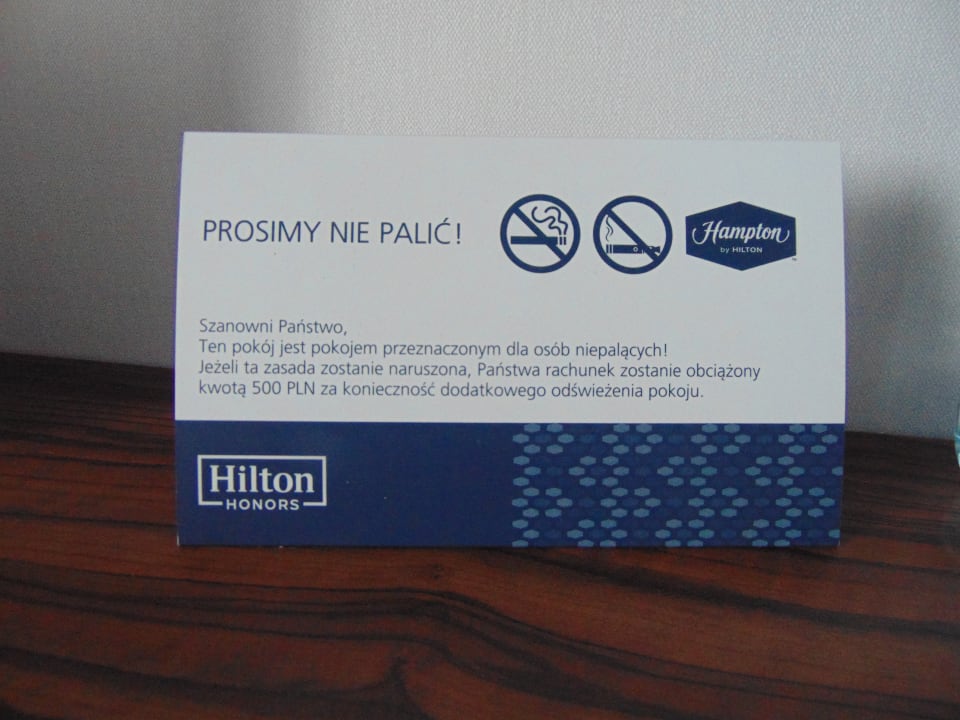 PROSIMY NIE PALIĆ!
Hampton
by HILTON
™
Szanowni Państwo,
Ten pokój jest pokojem przeznaczonym dla osób niepalących!
Jeżeli ta zasada zostanie naruszona, Państwa rachunek zostanie obciążony
kwotą 500 PLN za konieczność dodatkowego odświeżenia pokoju.
Hilton
HONORS